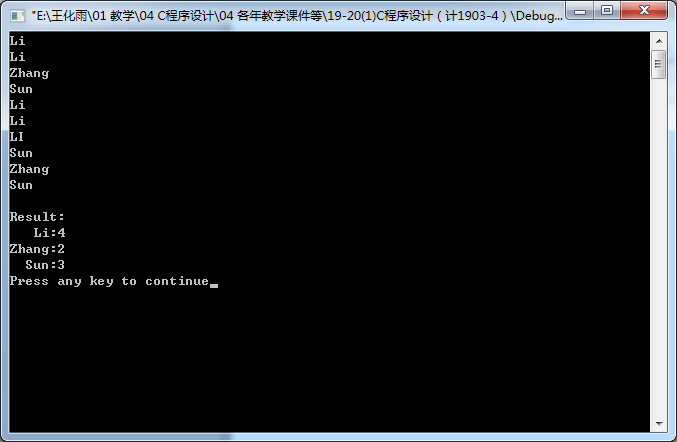 "E:\王化雨\01 教学\04 C程序设计\04 各年教学课件等\19-20(1)C程序设计（计1903-4）\Debug...
Li
Li
Zhang
Sun
Li
Li
LI
Sun
Zhang
Sun
Result:
Li:4
Zhang:2
Sun:3
Press any key to continue